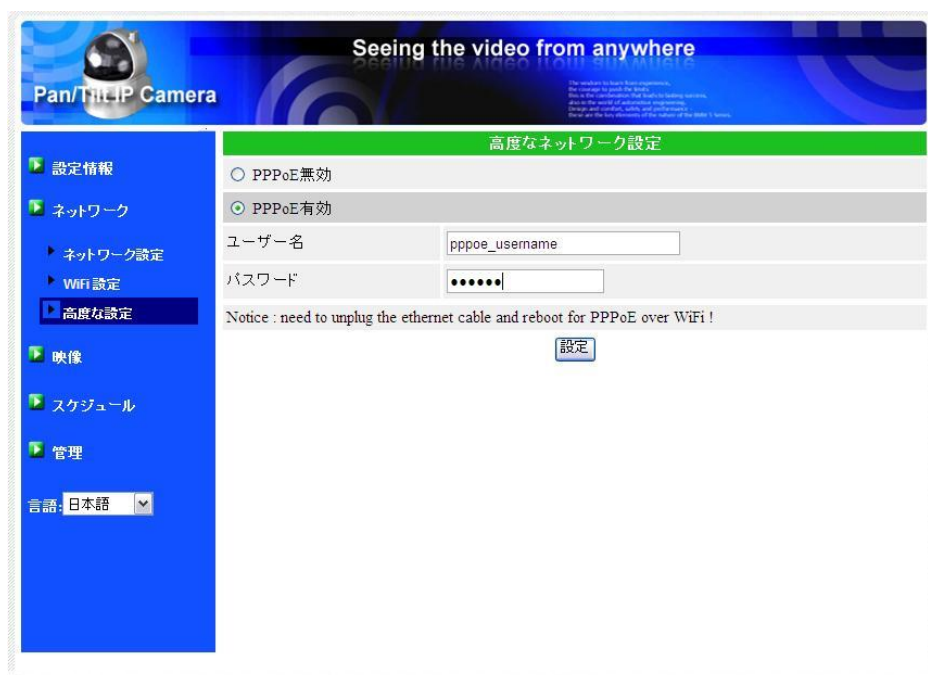 Seeing the video from anywhere
Pan/Tilt IP Camera
高度なネットワーク設定
設定情報
ネットワーク
ネットワーク設定
WiFi設定
高度な設定
映像
スケジュール
管理
言語:日本語
PPPoE無効
PPPoE有効
ユーザー名 pppoe_username
パスワード ●●●●●●
Notice : need to unplug the ethernet cable and reboot for PPPoE over WiFi !
設定